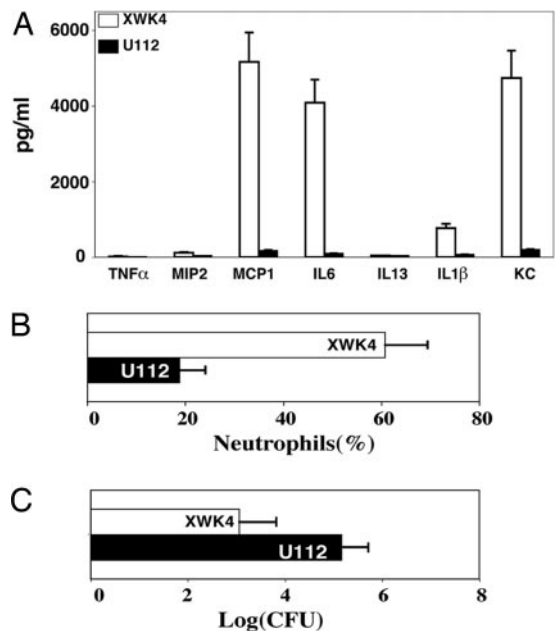 A
XWK4
U112
6000
4000
2000
0
pg/ml
TNFα MIP2 MCP1 IL6 IL13 IL1β KC
B
XWK4
U112
0 20 40 60 80
Neutrophils(%)
C
XWK4
U112
0 2 4 6 8
Log(CFU)